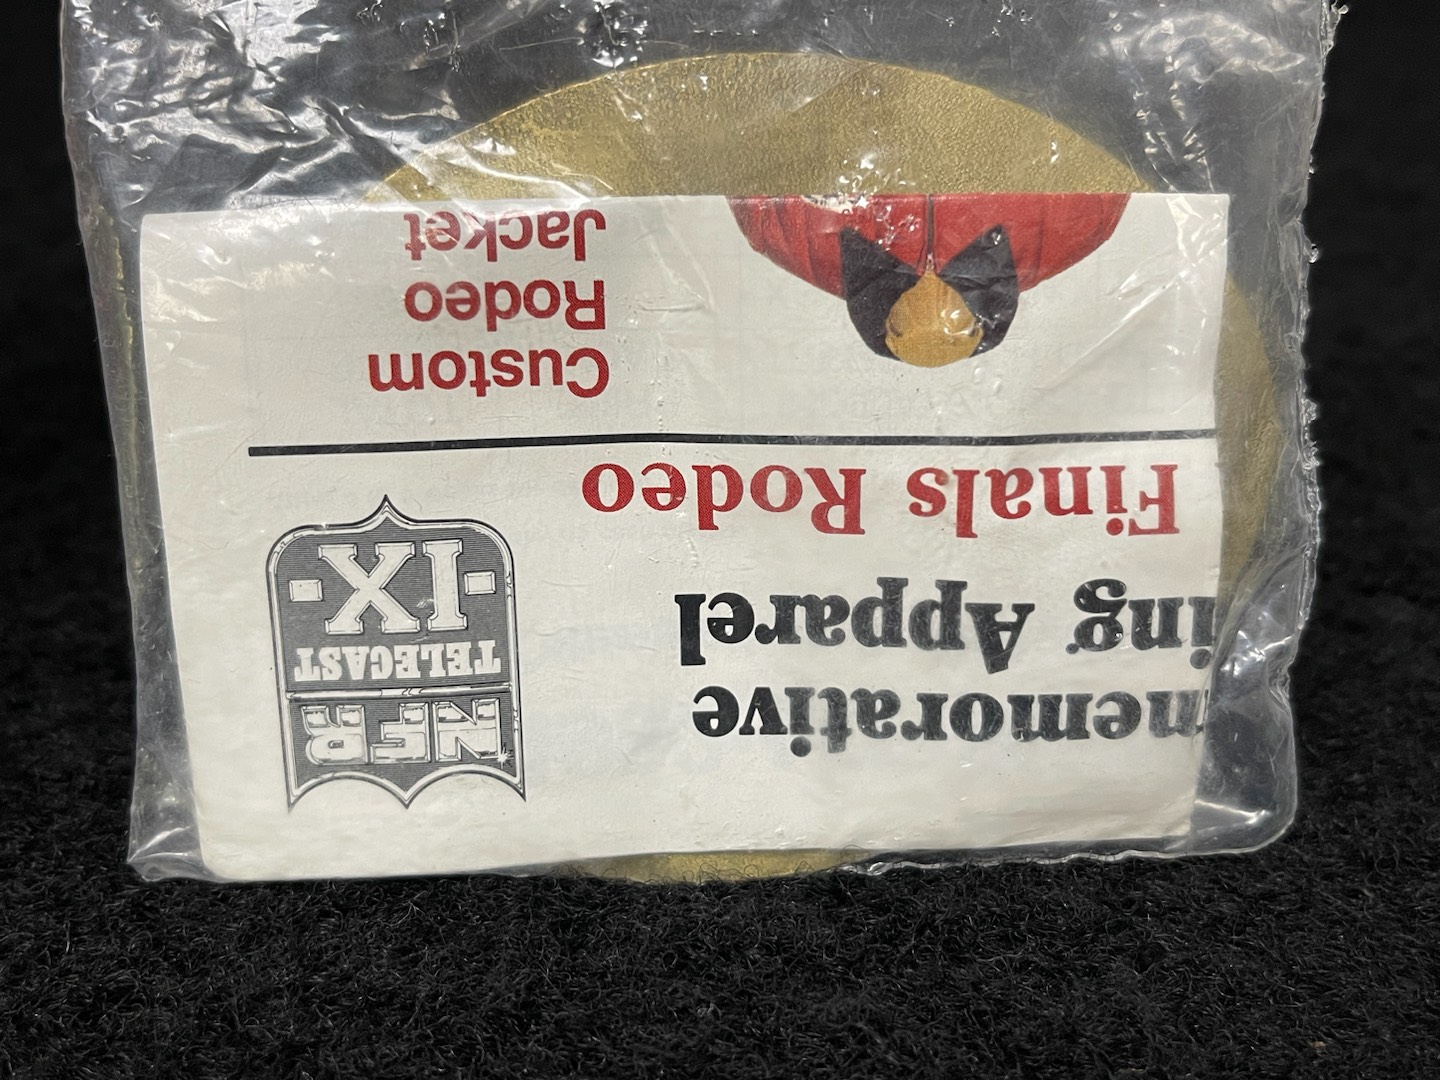 memorative
ing Apparel
Finals Rodeo
NFR
TELECAST
·IX·
Custom
Rodeo
Jacket